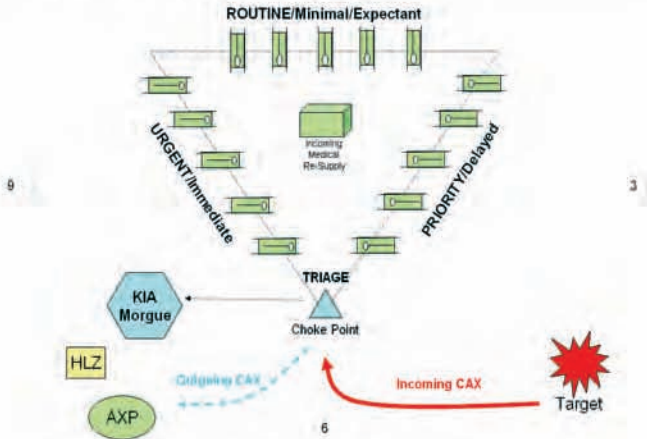 ROUTINE/Minimal/Expectant
URGENT/Immediate
Incoming
Medical
Re-Supply
PRIORITY/Delayed
9
3
TRIAGE
KIA
Morgue
Choke Point
HLZ
Outgoing CAX
Incoming CAX
AXP
Target
6